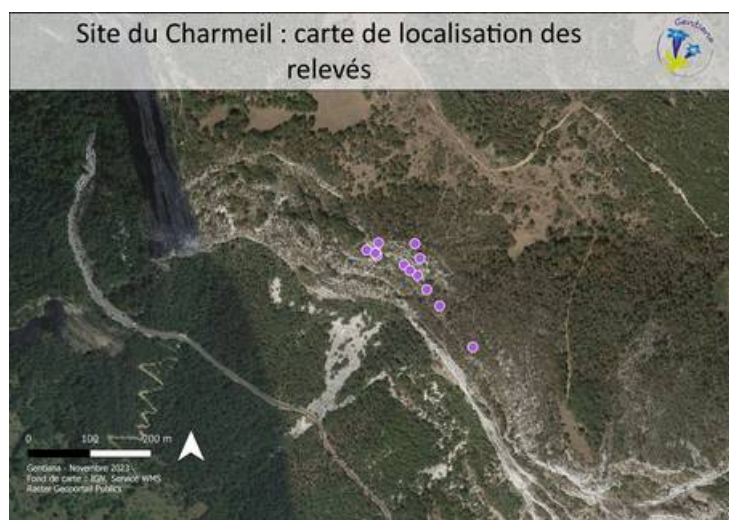 Site du Charmeil : carte de localisation des
relevés
Gentiana
0 100 200 m
Gentiana - Novembre 2023
Fond de carte : IGN, Service WMS
Raster Geoportail Publics